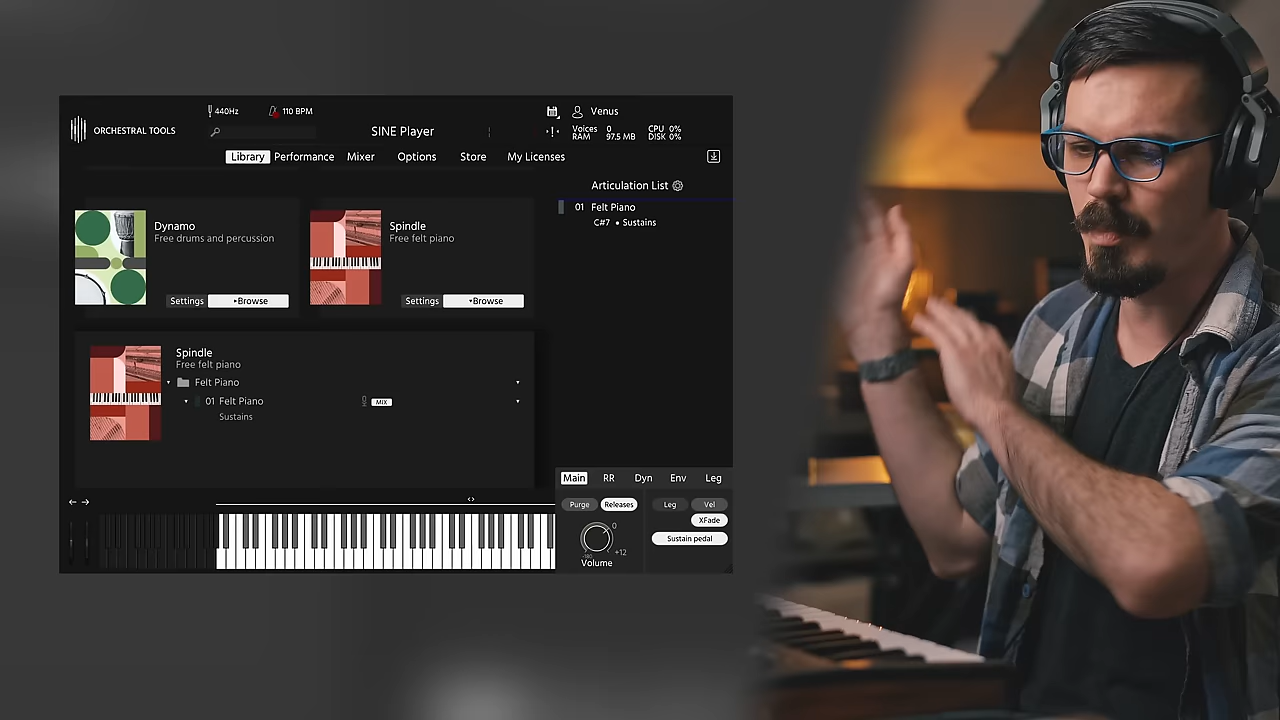 440Hz
110 BPM
Venus
ORCHESTRAL TOOLS
SINE Player
Voices 0
RAM 97.5 MB
CPU 0%
DISK 0%
Library
Performance
Mixer
Options
Store
My Licenses
Articulation List
01 Felt Piano
C#7 • Sustains
Dynamo
Free drums and percussion
Settings
Browse
Spindle
Free felt piano
Settings
Browse
Spindle
Free felt piano
Felt Piano
01 Felt Piano
MIX
Sustains
Main
RR
Dyn
Env
Leg
Purge
Releases
Leg
Vel
XFade
Sustain pedal
0
+12
Volume